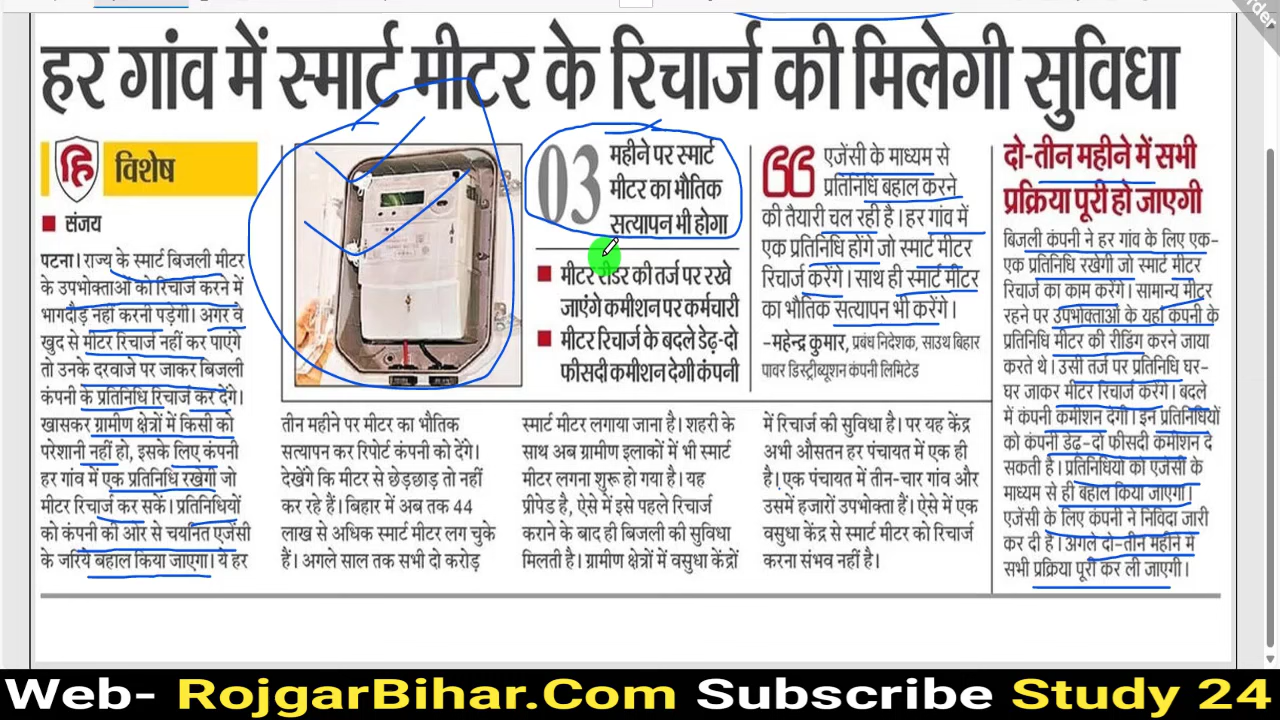 हर गांव में स्मार्ट मीटर के रिचार्ज की मिलेगी सुविधा
हि विशेष
संजय
पटना। राज्य के स्मार्ट बिजली मीटर
के उपभोक्ताओं को रिचार्ज करने में
भागदौड़ नहीं करनी पड़ेगी। अगर वे
खुद से मीटर रिचार्ज नहीं कर पाएंगे
तो उनके दरवाजे पर जाकर बिजली
कंपनी के प्रतिनिधि रिचार्ज कर देंगे।
खासकर ग्रामीण क्षेत्रों में किसी को
परेशानी नहीं हो, इसके लिए कंपनी
हर गांव में एक प्रतिनिधि रखेगी जो
मीटर रिचार्ज कर सकें। प्रतिनिधियों
को कंपनी की ओर से चयनित एजेंसी
के जरिये बहाल किया जाएगा। ये हर
03 महीने पर स्मार्ट
मीटर का भौतिक
सत्यापन भी होगा
मीटर रीडर की तर्ज पर रखे
जाएंगे कमीशन पर कर्मचारी
मीटर रिचार्ज के बदले डेढ़-दो
फीसदी कमीशन देगी कंपनी
एजेंसी के माध्यम से
प्रतिनिधि बहाल करने
की तैयारी चल रही है। हर गांव में
एक प्रतिनिधि होंगे जो स्मार्ट मीटर
रिचार्ज करेंगे। साथ ही स्मार्ट मीटर
का भौतिक सत्यापन भी करेंगे।
-महेन्द्र कुमार, प्रबंध निदेशक, साउथ बिहार
पावर डिस्ट्रीब्यूशन कंपनी लिमिटेड
तीन महीने पर मीटर का भौतिक
सत्यापन कर रिपोर्ट कंपनी को देंगे।
देखेंगे कि मीटर से छेड़छाड़ तो नहीं
कर रहे हैं। बिहार में अब तक 44
लाख से अधिक स्मार्ट मीटर लग चुके
हैं। अगले साल तक सभी दो करोड़
स्मार्ट मीटर लगाया जाना है। शहरी के
साथ अब ग्रामीण इलाकों में भी स्मार्ट
मीटर लगना शुरू हो गया है। यह
प्रीपेड है, ऐसे में इसे पहले रिचार्ज
कराने के बाद ही बिजली की सुविधा
मिलती है। ग्रामीण क्षेत्रों में वसुधा केंद्रों
में रिचार्ज की सुविधा है। पर यह केंद्र
अभी औसतन हर पंचायत में एक ही
है। एक पंचायत में तीन-चार गांव और
उसमें हजारों उपभोक्ता हैं। ऐसे में एक
वसुधा केंद्र से स्मार्ट मीटर को रिचार्ज
करना संभव नहीं है।
दो-तीन महीने में सभी
प्रक्रिया पूरी हो जाएगी
बिजली कंपनी ने हर गांव के लिए एक-
एक प्रतिनिधि रखेगी जो स्मार्ट मीटर
रिचार्ज का काम करेंगे। सामान्य मीटर
रहने पर उपभोक्ताओं के यहां कंपनी के
प्रतिनिधि मीटर की रीडिंग करने जाया
करते थे। उसी तर्ज पर प्रतिनिधि घर-
घर जाकर मीटर रिचार्ज करेंगे। बदले
में कंपनी कमीशन देगी। इन प्रतिनिधियों
को कंपनी डेढ़-दो फीसदी कमीशन दे
सकती है। प्रतिनिधियों को एजेंसी के
माध्यम से ही बहाल किया जाएगा।
एजेंसी के लिए कंपनी ने निविदा जारी
कर दी है। अगले दो-तीन महीने में
सभी प्रक्रिया पूरी कर ली जाएगी।
Web- RojgarBihar.Com Subscribe Study 24